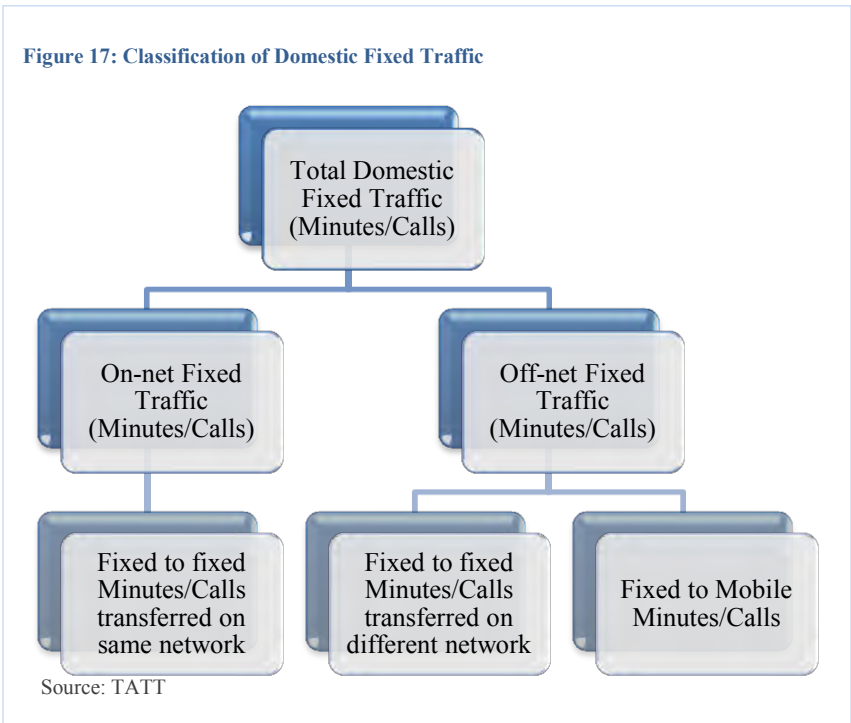 Figure 17: Classification of Domestic Fixed Traffic
Total Domestic
Fixed Traffic
(Minutes/Calls)
On-net Fixed
Traffic
(Minutes/Calls)
Off-net Fixed
Traffic
(Minutes/Calls)
Fixed to fixed
Minutes/Calls
transferred on
same network
Fixed to fixed
Minutes/Calls
transferred on
different network
Fixed to Mobile
Minutes/Calls
Source: TATT